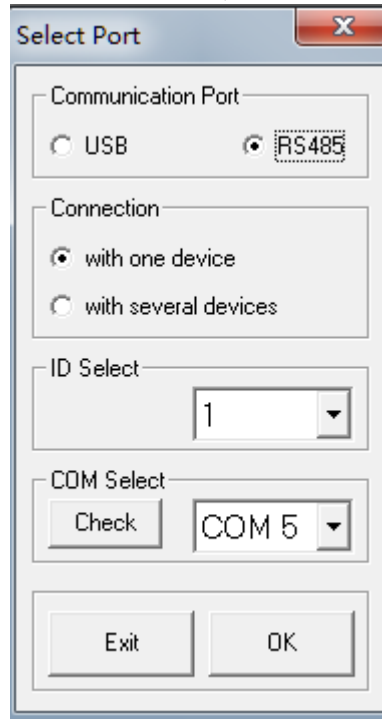 Select Port
Communication Port
USB RS485
Connection
with one device
with several devices
ID Select
1
COM Select
Check COM 5
Exit OK